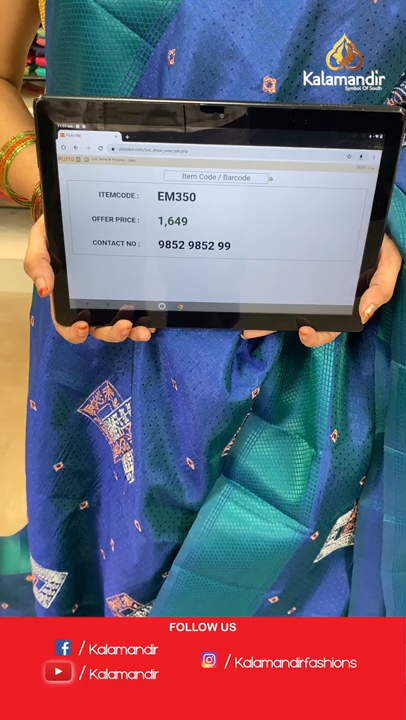 Kalamandir
Symbol Of South
Item Code / Barcode
ITEMCODE : EM350
OFFER PRICE : 1,649
CONTACT NO : 9852 9852 99
FOLLOW US
/ Kalamandir
/ Kalamandir
/ Kalamandirfashions